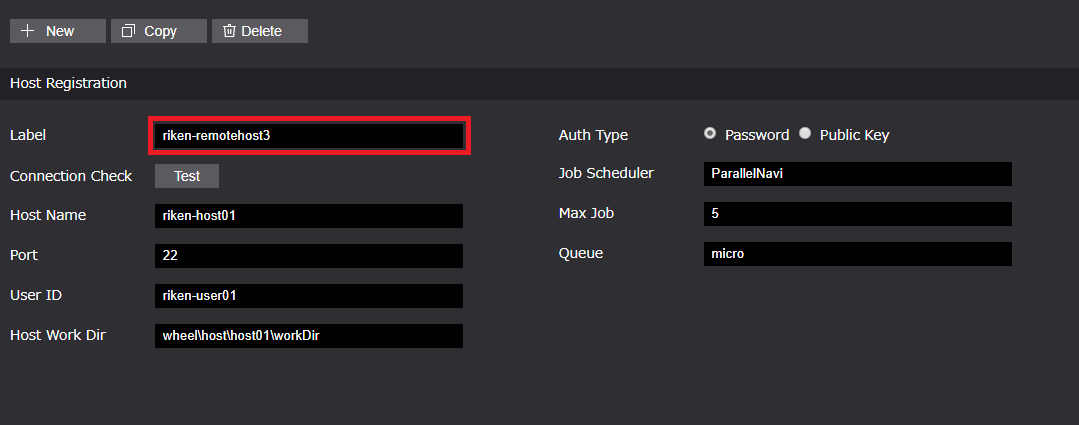 New Copy Delete
Host Registration
Label riken-remotehost3
Connection Check Test
Host Name riken-host01
Port 22
User ID riken-user01
Host Work Dir wheel\host\host01\workDir
Auth Type Password Public Key
Job Scheduler ParallelNavi
Max Job 5
Queue micro